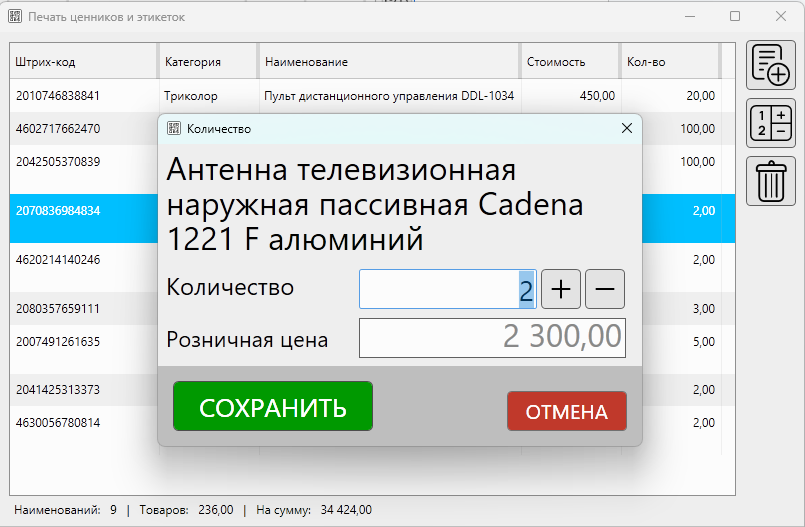 Печать ценников и этикеток
Штрих-код Категория Наименование Стоимость Кол-во
2010746838841 Триколор Пульт дистанционного управления DDL-1034 450,00 20,00
4602717662470 100,00
2042505370839 100,00
2070836984834 2,00
4620214140246 2,00
2080357659111 3,00
2007491261635 5,00
2041425313373 2,00
4630056780814 2,00
Количество
Антенна телевизионная
наружная пассивная Cadena
1221 F алюминий
Количество 2
Розничная цена 2 300,00
СОХРАНИТЬ ОТМЕНА
1 2
Наименований: 9 | Товаров: 236,00 | На сумму: 34 424,00